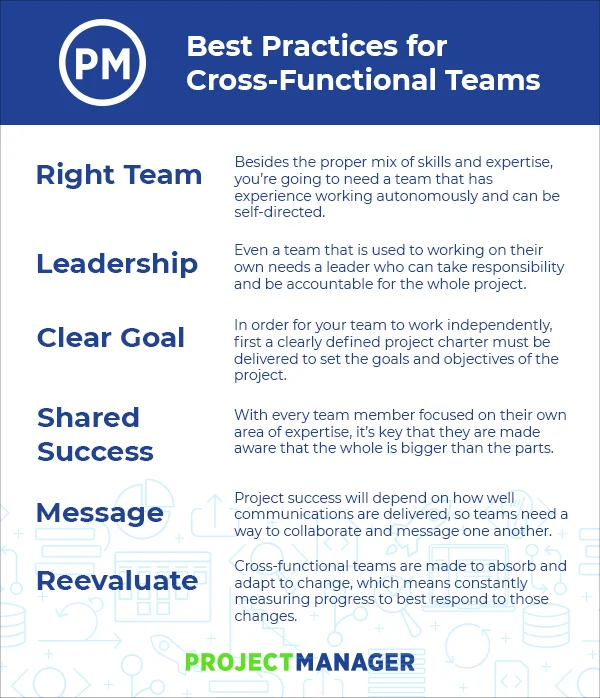 PM
Best Practices for
Cross-Functional Teams
Right Team
Besides the proper mix of skills and expertise,
you're going to need a team that has
experience working autonomously and can be
self-directed.
Leadership
Even a team that is used to working on their
own needs a leader who can take responsibility
and be accountable for the whole project.
Clear Goal
In order for your team to work independently,
first a clearly defined project charter must be
delivered to set the goals and objectives of the
project.
Shared
Success
With every team member focused on their own
area of expertise, it's key that they are made
aware that the whole is bigger than the parts.
Message
Project success will depend on how well
communications are delivered, so teams need a
way to collaborate and message one another.
Reevaluate
Cross-functional teams are made to absorb and
adapt to change, which means constantly
measuring progress to best respond to those
changes.
PROJECTMANAGER